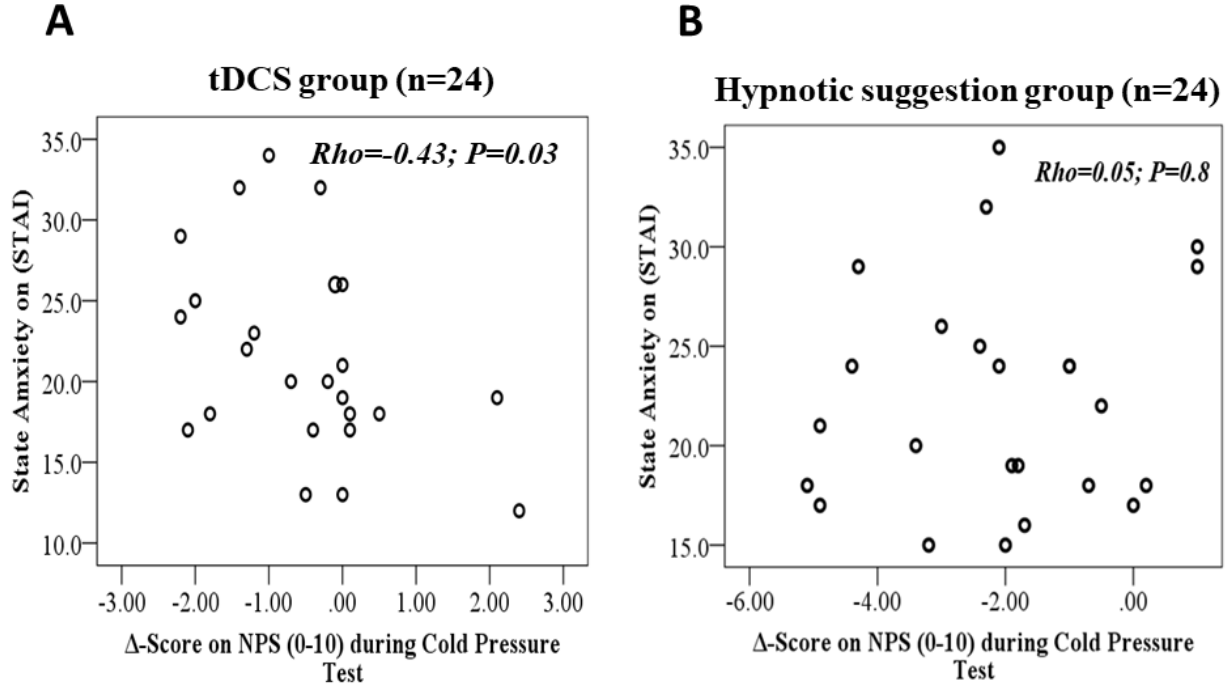 A
tDCS group (n=24)
Rho=-0.43; P=0.03
State Amxiety on (STAI)
35.0
30.0
25.0
20.0
15.0
10.0
-3.00 -2.00 -1.00 .00 1.00 2.00 3.00
Δ-Score on NPS (0-10) during Cold Pressure
Test
B
Hypnotic suggestion group (n=24)
Rho=0.05; P=0.8
State Anxiety on (STAI)
35.0
30.0
25.0
20.0
15.0
-6.00 -4.00 -2.00 .00
Δ-Score on NPS (0-10) during Cold Pressure
Test